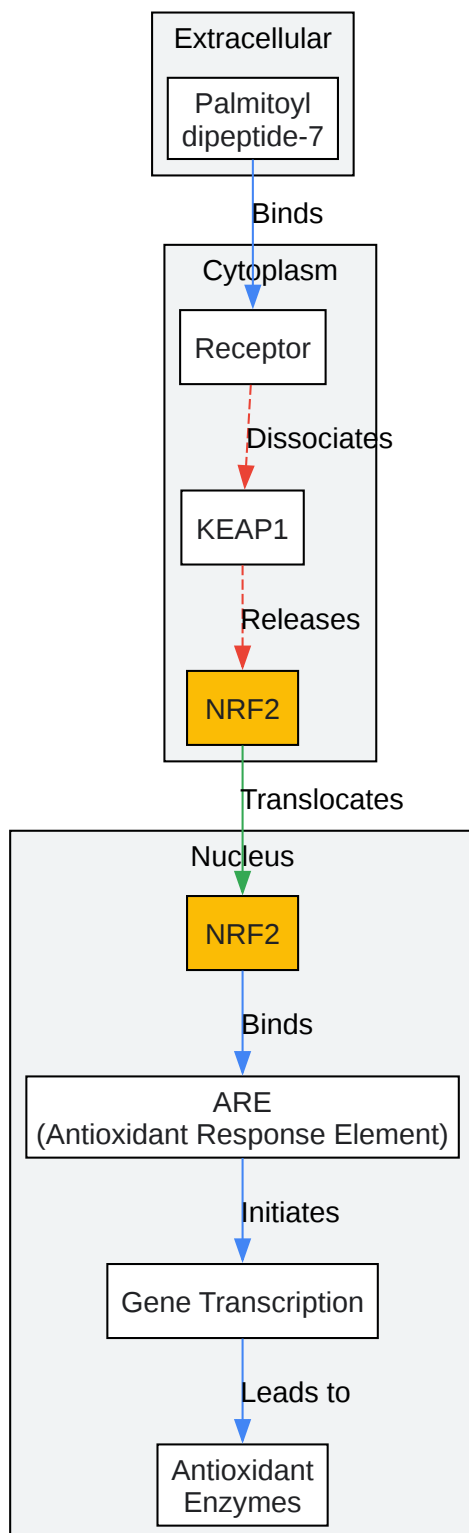 Extracellular
Palmitoyl
dipeptide-7
Binds
Cytoplasm
Receptor
Dissociates
KEAP1
Releases
NRF2
Translocates
Nucleus
NRF2
Binds
ARE
(Antioxidant Response Element)
Initiates
Gene Transcription
Leads to
Antioxidant
Enzymes